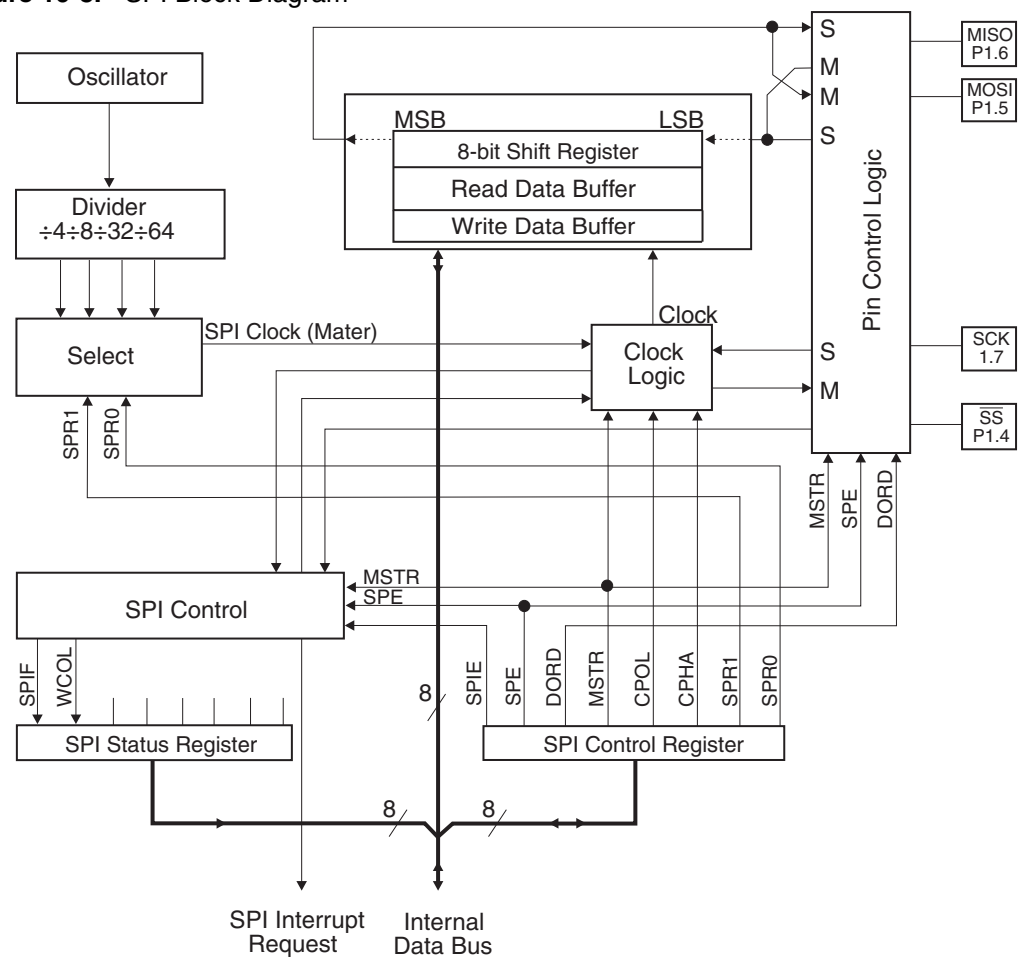 SPI Block Diagram
Oscillator
Divider
÷4÷8÷32÷64
Select
SPI Clock (Mater)
SPR1
SPR0
MSB
LSB
8-bit Shift Register
Read Data Buffer
Write Data Buffer
Clock
Clock
Logic
S
M
M
S
S
M
Pin Control Logic
MISO
P1.6
MOSI
P1.5
SCK
1.7
SS
P1.4
MSTR
SPE
DORD
MSTR
SPE
SPI Control
SPIF
WCOL
SPI Status Register
8
SPIE
SPE
DORD
MSTR
CPOL
CPHA
SPR1
SPR0
SPI Control Register
8
8
SPI Interrupt
Request
Internal
Data Bus